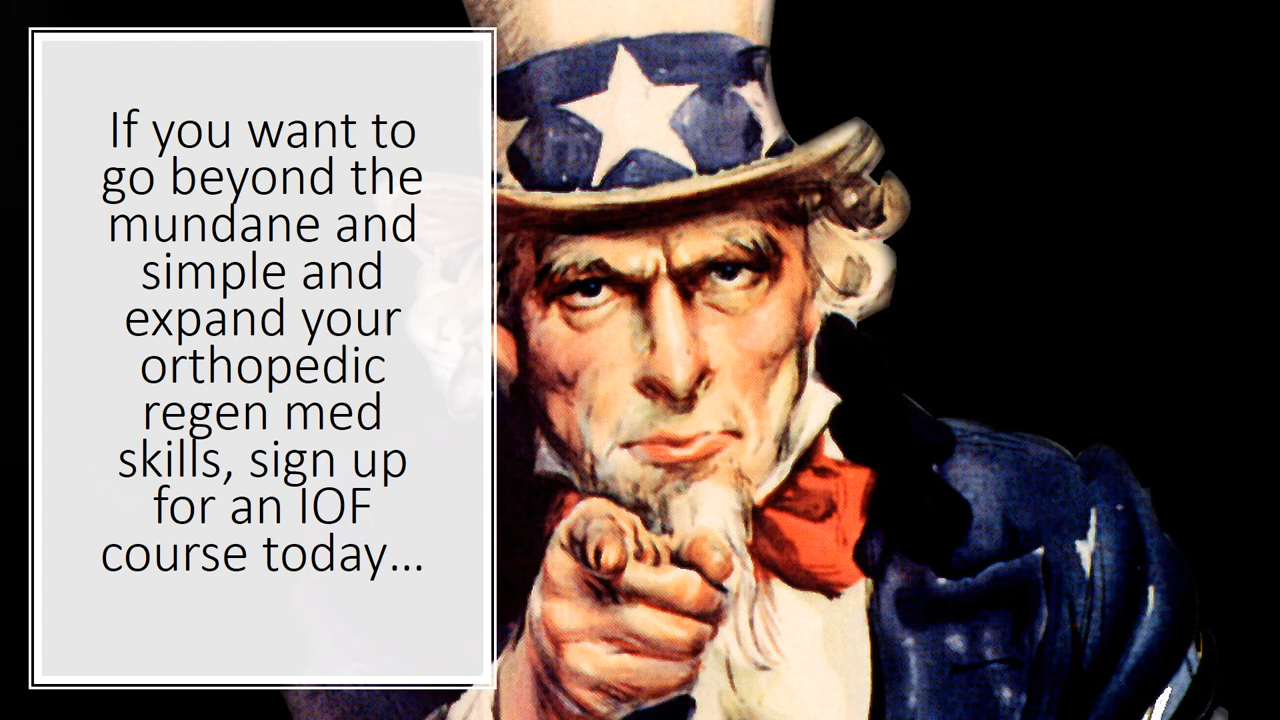 If you want to
go beyond the
mundane and
simple and
expand your
orthopedic
regen med
skills, sign up
for an IOF
course today...